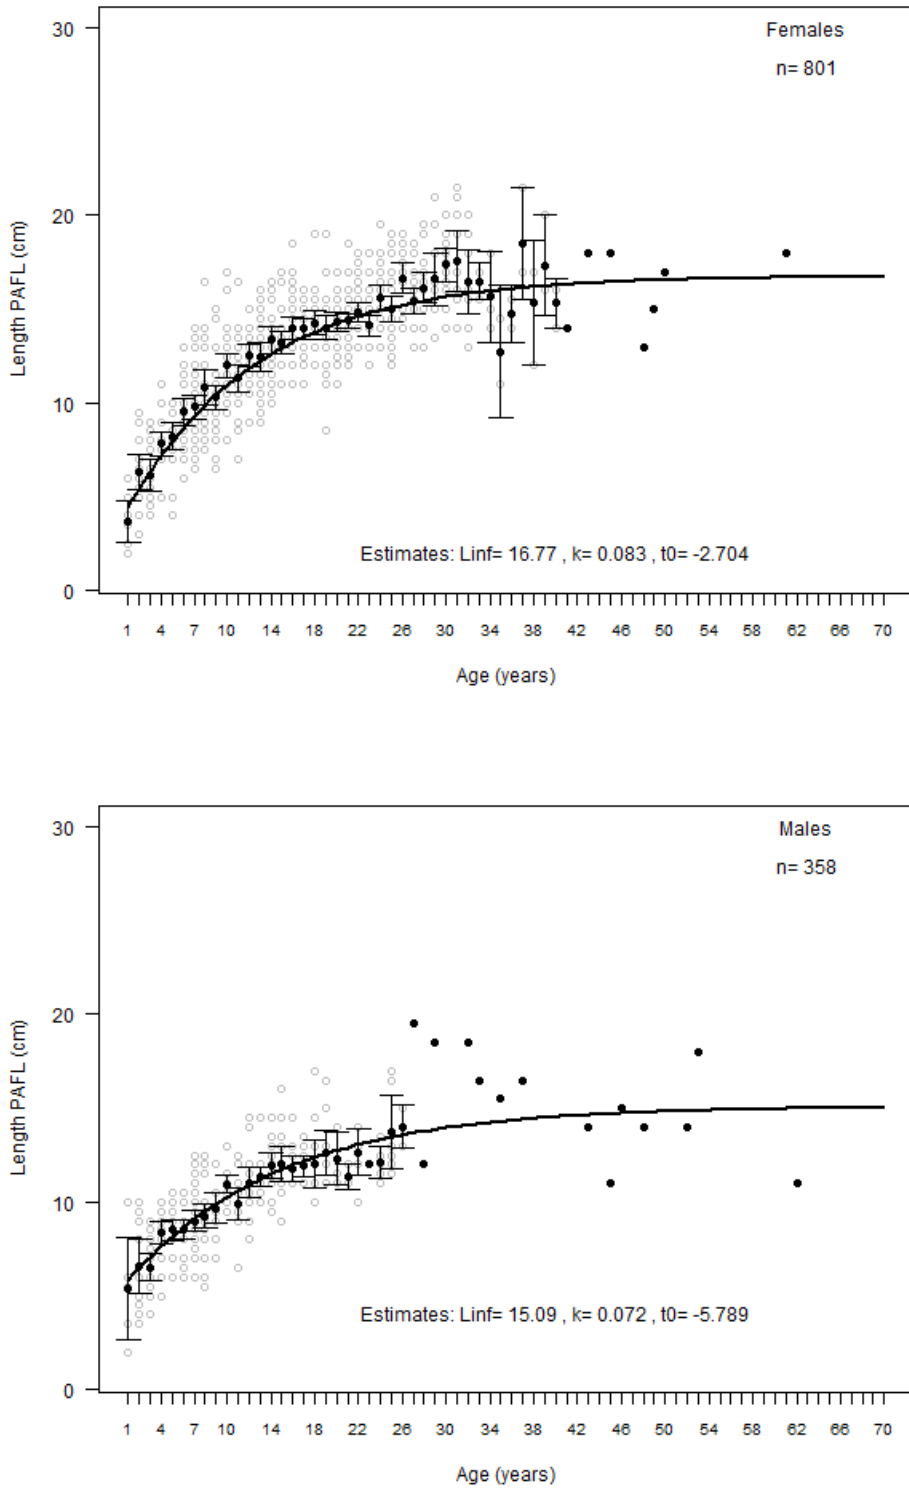 Females
n= 801
30
20
10
0
Length PAFL (cm)
Estimates: Linf= 16.77 , k= 0.083 , t0= -2.704
1 4 7 10 14 18 22 26 30 34 38 42 46 50 54 58 62 66 70
Age (years)
Males
n= 358
30
20
10
0
Length PAFL (cm)
Estimates: Linf= 15.09 , k= 0.072 , t0= -5.789
1 4 7 10 14 18 22 26 30 34 38 42 46 50 54 58 62 66 70
Age (years)